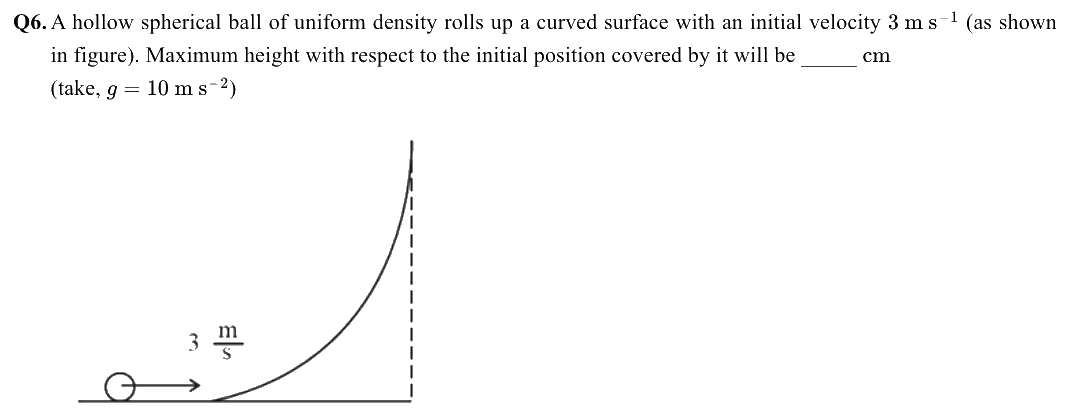 Q6. A hollow spherical ball of uniform density rolls up a curved surface with an initial velocity 3 m s⁻¹ (as shown
in figure). Maximum height with respect to the initial position covered by it will be _____ cm
(take, g = 10 m s⁻²)
3 m/s